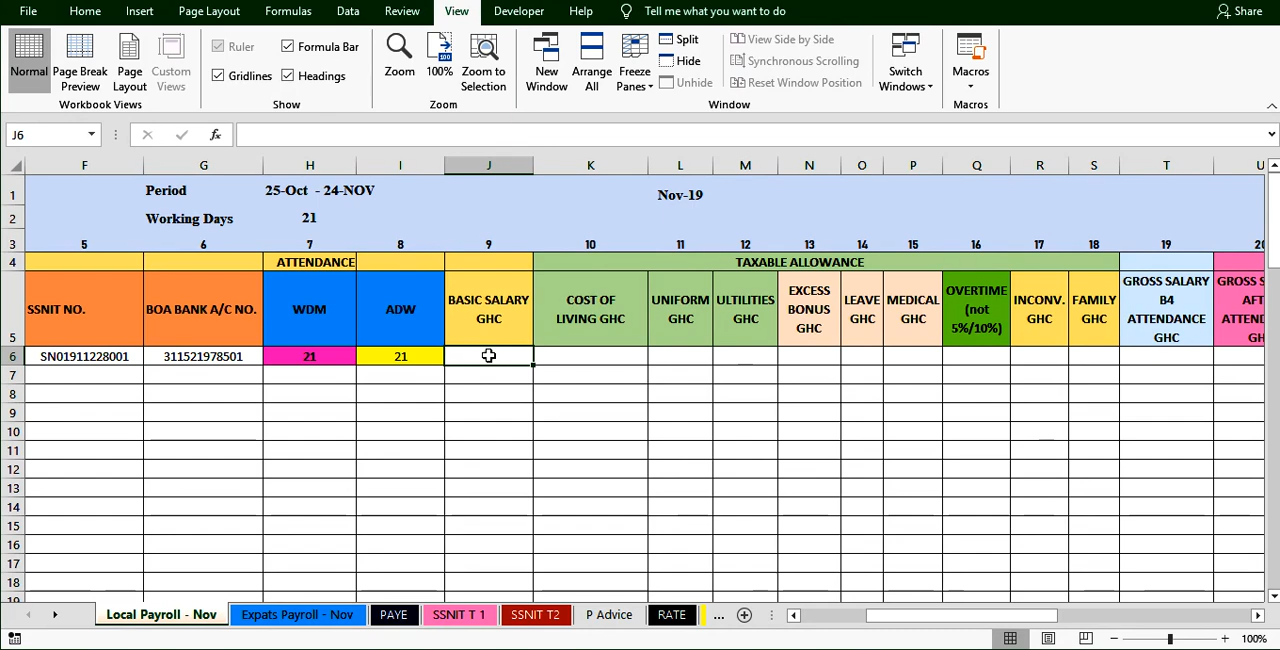 File Home Insert Page Layout Formulas Data Review View Developer Help Tell me what you want to do Share
Normal Page Break Preview Page Layout Custom Views
Workbook Views
Ruler Formula Bar
Gridlines Headings
Show
Zoom 100% Zoom to Selection
Zoom
New Window Arrange All Freeze Panes
Split
Hide
Unhide
View Side by Side
Synchronous Scrolling
Reset Window Position
Switch Windows
Window
Macros
Macros
J6 fx
F G H I J K L M N O P Q R S T U
1 Period 25-Oct - 24-NOV Nov-19
2 Working Days 21
3 5 6 7 8 9 10 11 12 13 14 15 16 17 18 19 20
4 ATTENDANCE TAXABLE ALLOWANCE
5 SSNIT NO. BOA BANK A/C NO. WDM ADW BASIC SALARY GHC COST OF LIVING GHC UNIFORM GHC ULTILITIES GHC EXCESS BONUS GHC LEAVE GHC MEDICAL GHC OVERTIME (not 5%/10%) INCONV. GHC FAMILY GHC GROSS SALARY B4 ATTENDANCE GHC GROSS S AFT ATTEND GH
6 SN01911228001 311521978501 21 21
7
8
9
10
11
12
13
14
15
16
17
18
Local Payroll - Nov Expats Payroll - Nov PAYE SSNIT T 1 SSNIT T2 P Advice RATE ...
100%